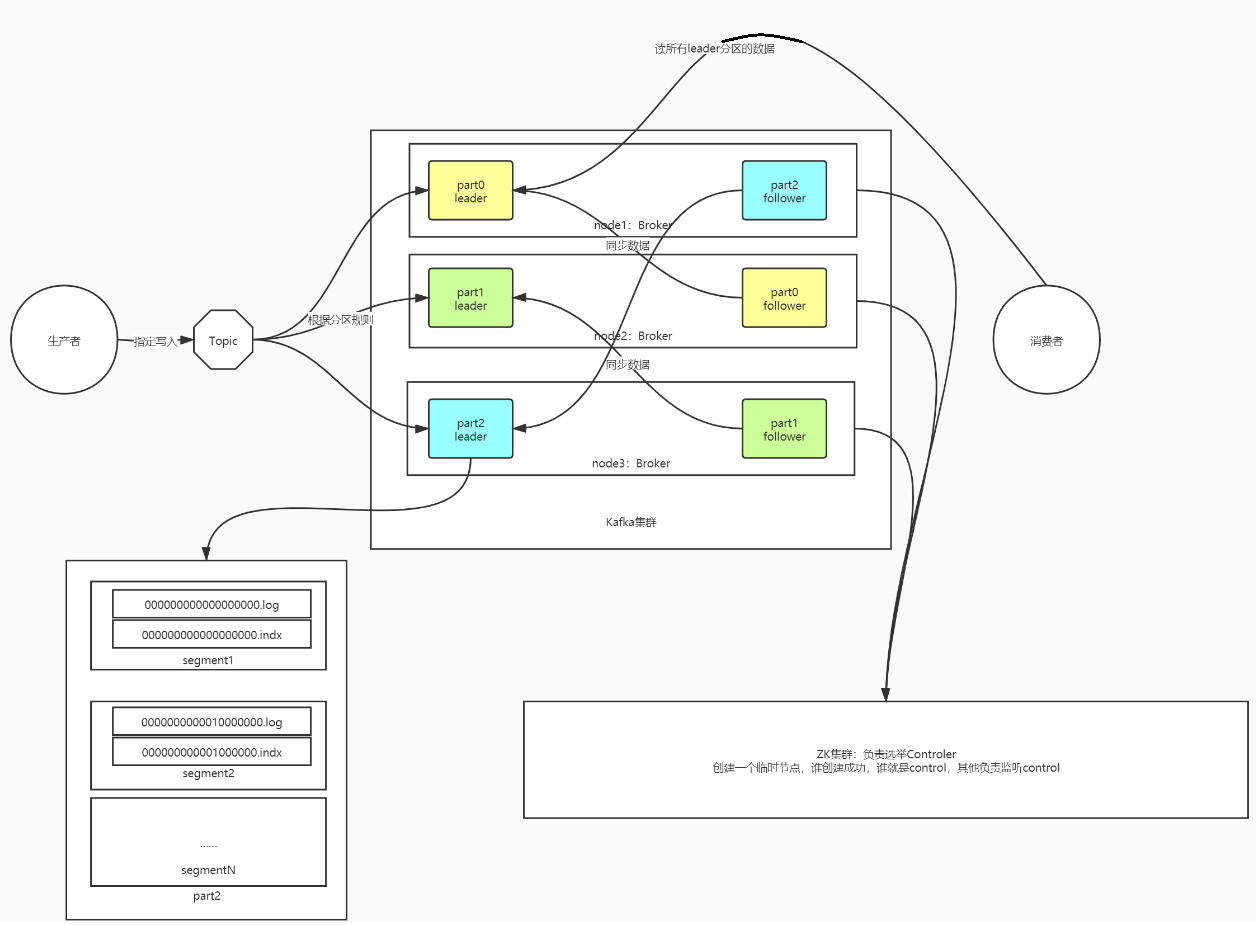 读所有leader分区的数据
part0
leader
part2
follower
node1：Broker
同步数据
part1
leader
part0
follower
node2：Broker
同步数据
part2
leader
part1
follower
node3：Broker
Kafka集群
生产者
指定写入
Topic
根据分区规则
消费者
000000000000000000.log
000000000000000000.indx
segment1
0000000000010000000.log
000000000001000000.indx
segment2
......
segmentN
part2
ZK集群：负责选举Controler
创建一个临时节点，谁创建成功，谁就是control，其他负责监听control